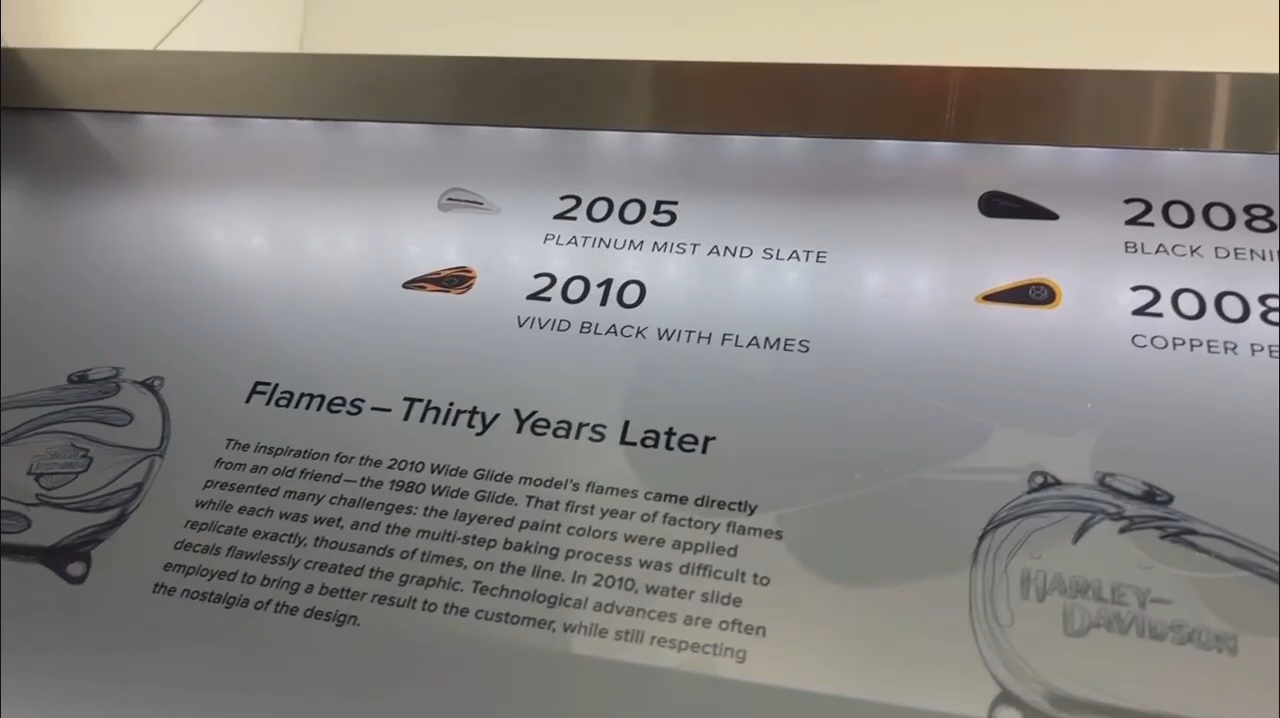 2005
PLATINUM MIST AND SLATE
2010
VIVID BLACK WITH FLAMES
2008
BLACK
2008
COPPER
Flames – Thirty Years Later
The inspiration for the 2010 Wide Glide model's flames came directly
from an old friend — the 1980 Wide Glide. That first year of factory flames
presented many challenges: the layered paint colors were applied
while each was wet, and the multi-step baking process was difficult to
replicate exactly, thousands of times, on the line. In 2010, water slide
decals flawlessly created the graphic. Technological advances are often
employed to bring a better result to the customer, while still respecting
the nostalgia of the design.
HARLEY-
DAVIDSON